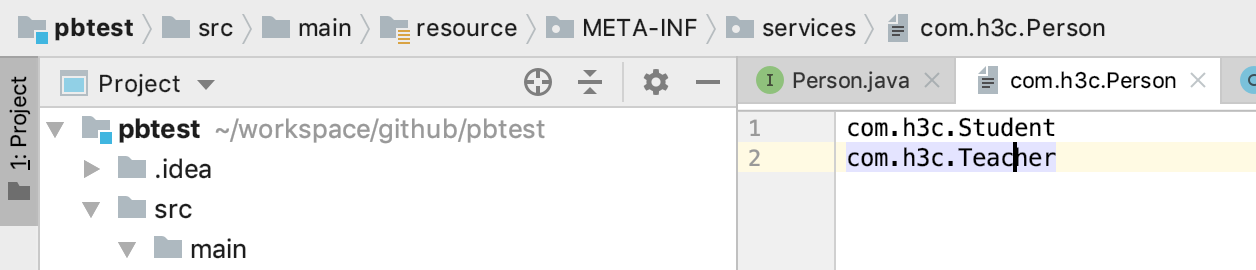 pbtest src main resource META-INF services com.h3c.Person
1: Project
Project
I Person.java com.h3c.Person
pbtest ~/workspace/github/pbtest
.idea
src
main
1 com.h3c.Student
2 com.h3c.Teacher